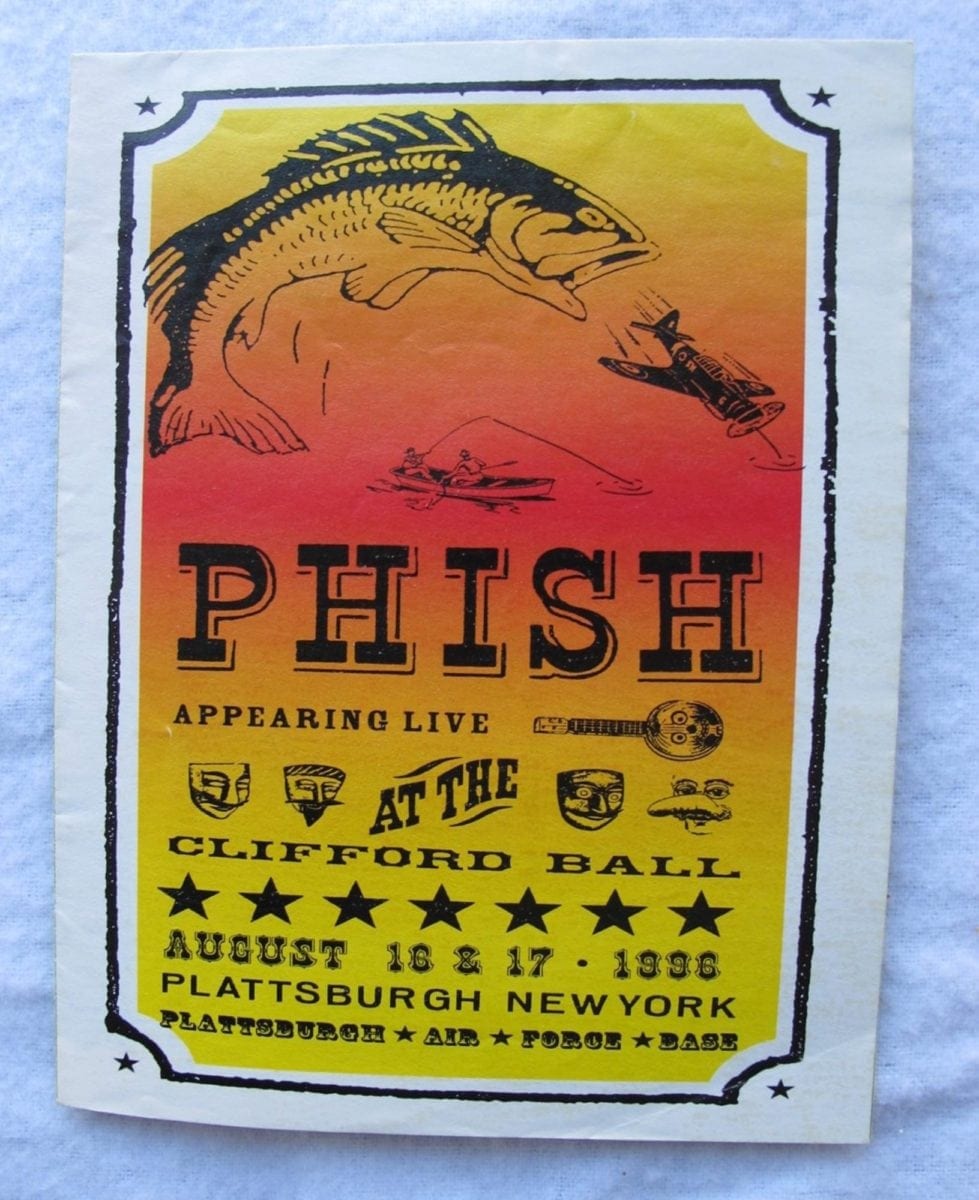 PHISH
APPEARING LIVE
AT THE
CLIFFORD BALL
AUGUST 16 & 17 · 1996
PLATTSBURGH NEW YORK
PLATTSBURGH ★ AIR ★ FORCE ★ BASE